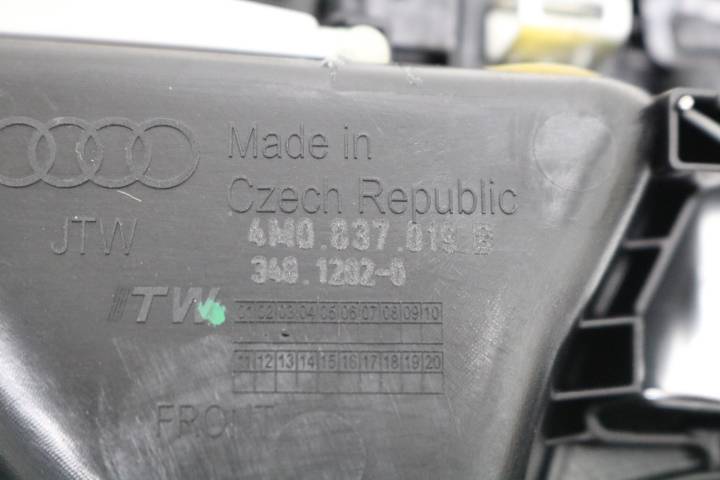 Made in
Czech Republic
JTW
4M0.837.019 B
348.1202-0
ITW
01 02 03 04 05 06 07 08 09 10
11 12 13 14 15 16 17 18 19 20
FRONT